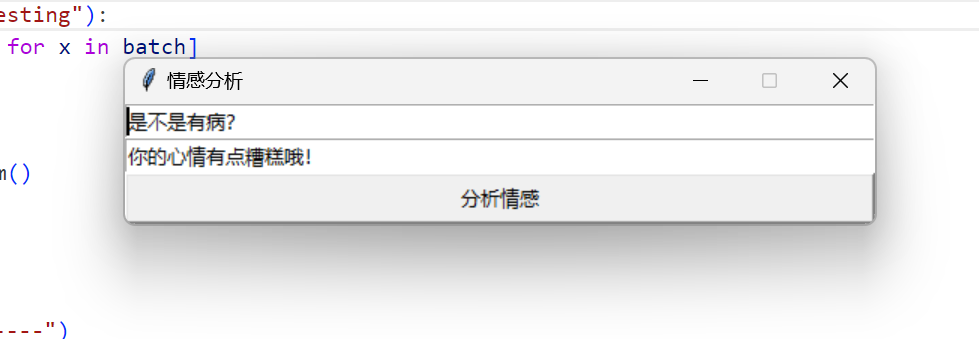 esting"):
for x in batch]
情感分析
是不是有病?
你的心情有点糟糕哦!
m()
分析情感
----")